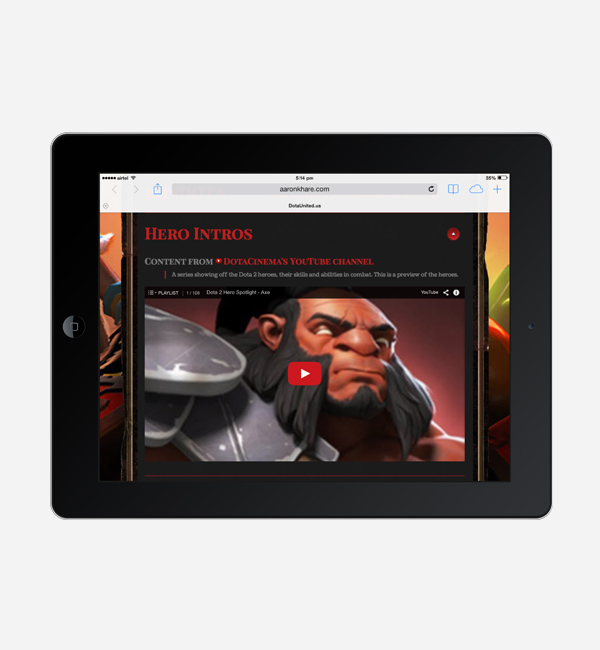 airtel
5:14 pm
35%
aaronkhare.com
DotaUnited.us
Hero Intros
Content from DotaCinema's YouTube channel
A series showing off the Dota 2 heroes, their skills and abilities in combat. This is a preview of the heroes.
PLAYLIST 1 / 109 Dota 2 Hero Spotlight - Axe YouTube